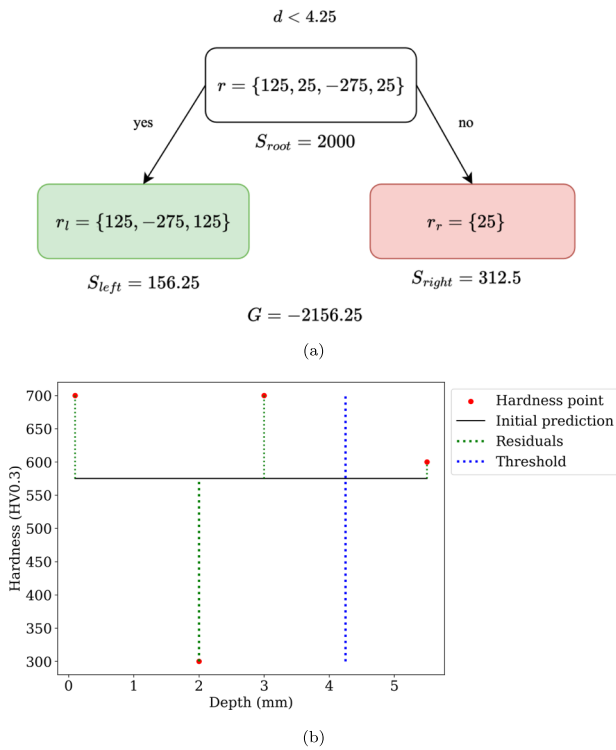 d < 4.25
r = {125, 25, −275, 25}
yes
no
S_root = 2000
r_l = {125, −275, 125}
r_r = {25}
S_left = 156.25
S_right = 312.5
G = −2156.25
(a)
700
650
600
550
500
450
400
350
300
Hardness (HV0.3)
0 1 2 3 4 5
Depth (mm)
Hardness point
Initial prediction
Residuals
Threshold
(b)